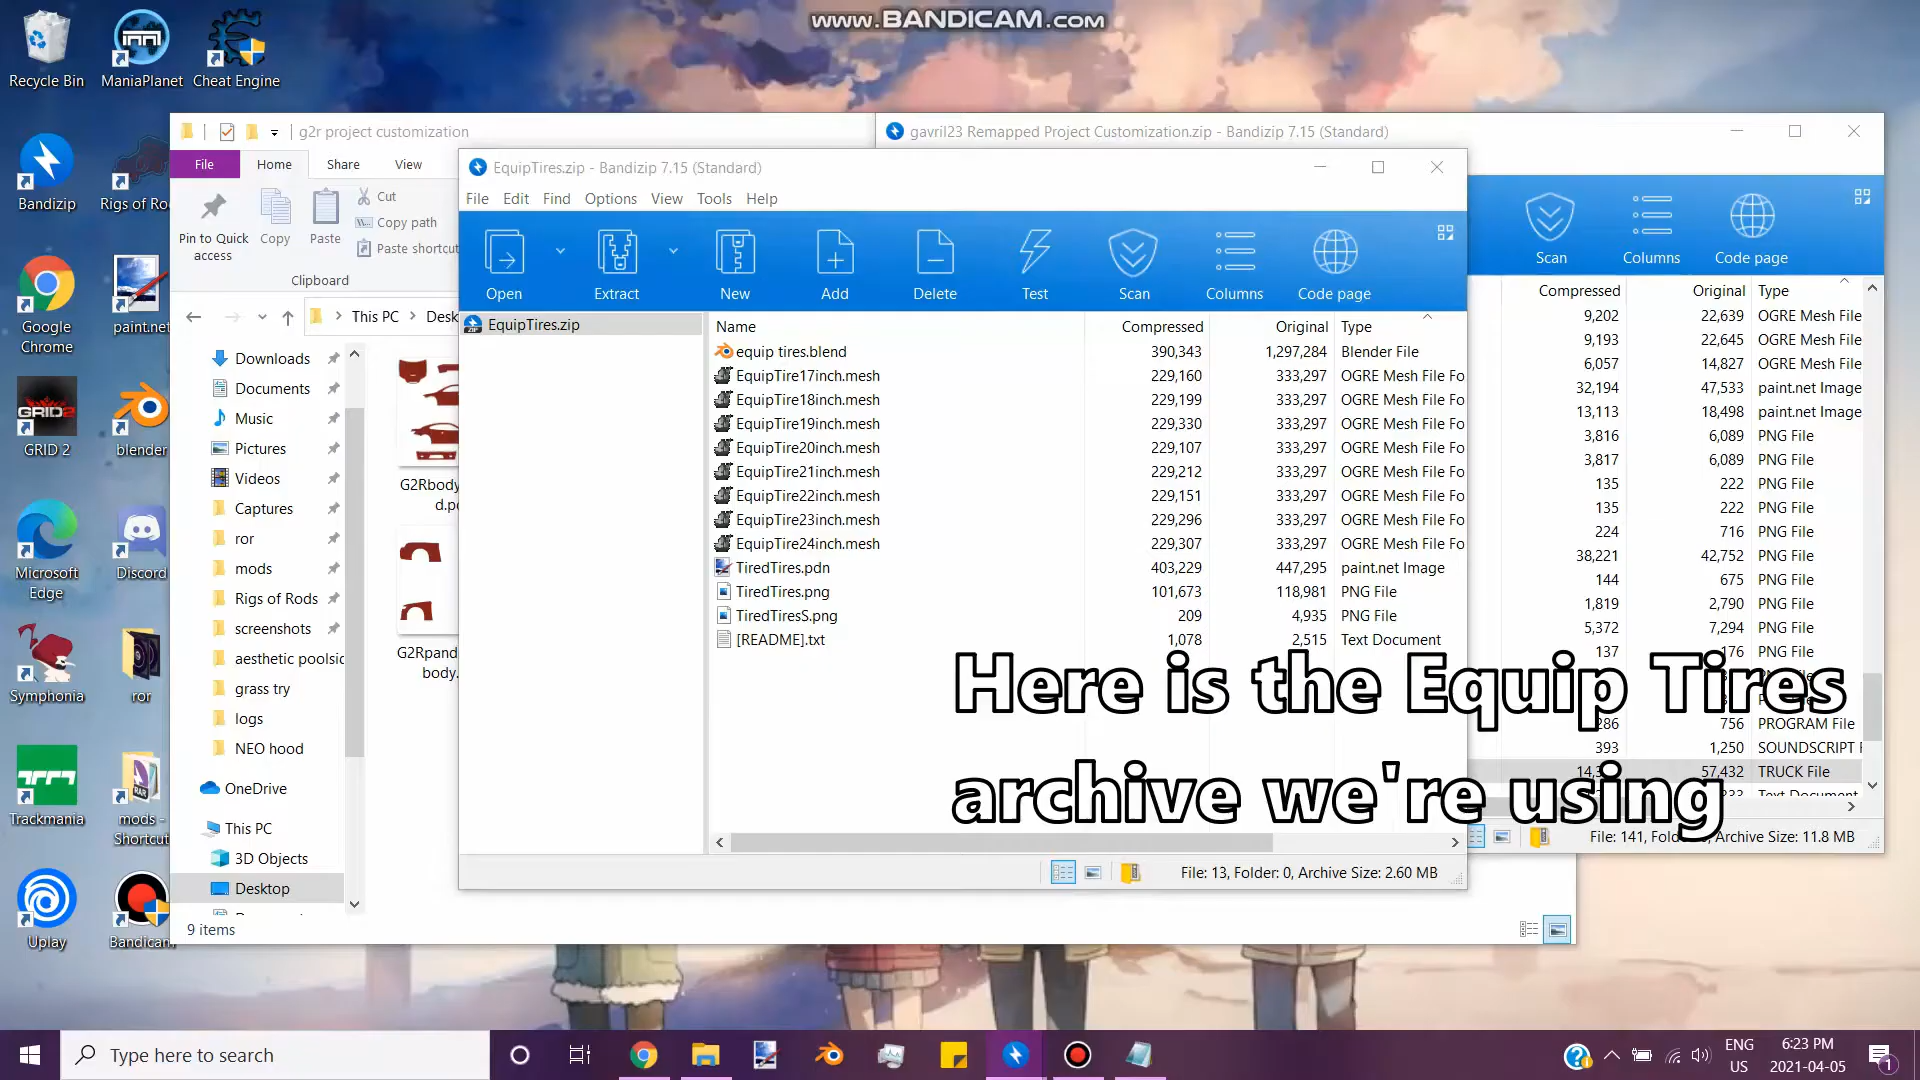 www.BANDICAM.com
Recycle Bin
ManiaPlanet
Cheat Engine
Bandizip
Rigs of Ro
Google
Chrome
paint.net
GRID 2
blender
Microsoft
Edge
Discord
Symphonia
ror
Trackmania
mods -
Shortcut
Uplay
Bandicam
g2r project customization
File
Home
Share
View
Pin to Quick
access
Copy
Paste
Cut
Copy path
Paste shortcut
Clipboard
This PC
Desk
Downloads
Documents
Music
Pictures
Videos
Captures
ror
mods
Rigs of Rods
screenshots
aesthetic poolsic
grass try
logs
NEO hood
OneDrive
This PC
3D Objects
Desktop
9 items
G2Rbody
d.p
G2Rpand
body.
gavril23 Remapped Project Customization.zip - Bandizip 7.15 (Standard)
Scan
Columns
Code page
Compressed Original Type
9,202 22,639 OGRE Mesh File
9,193 22,645 OGRE Mesh File
6,057 14,827 OGRE Mesh File
32,194 47,533 paint.net Image
13,113 18,498 paint.net Image
3,816 6,089 PNG File
3,817 6,089 PNG File
135 222 PNG File
135 222 PNG File
224 716 PNG File
38,221 42,752 PNG File
144 675 PNG File
1,819 2,790 PNG File
5,372 7,294 PNG File
137 176 PNG File
286 756 PROGRAM File
393 1,250 SOUNDSCRIPT F
57,432 TRUCK File
Archive Size: 11.8 MB
EquipTires.zip - Bandizip 7.15 (Standard)
File Edit Find Options View Tools Help
Open
Extract
New
Add
Delete
Test
Scan
Columns
Code page
EquipTires.zip
Name Compressed Original Type
equip tires.blend 390,343 1,297,284 Blender File
EquipTire17inch.mesh 229,160 333,297 OGRE Mesh File Fo
EquipTire18inch.mesh 229,199 333,297 OGRE Mesh File Fo
EquipTire19inch.mesh 229,330 333,297 OGRE Mesh File Fo
EquipTire20inch.mesh 229,107 333,297 OGRE Mesh File Fo
EquipTire21inch.mesh 229,212 333,297 OGRE Mesh File Fo
EquipTire22inch.mesh 229,151 333,297 OGRE Mesh File Fo
EquipTire23inch.mesh 229,296 333,297 OGRE Mesh File Fo
EquipTire24inch.mesh 229,307 333,297 OGRE Mesh File Fo
TiredTires.pdn 403,229 447,295 paint.net Image
TiredTires.png 101,673 118,981 PNG File
TiredTiresS.png 209 4,935 PNG File
[README].txt 1,078 2,515 Text Document
File: 13, Folder: 0, Archive Size: 2.60 MB
Here is the Equip Tires
archive we're using
Type here to search
ENG
US
6:23 PM
2021-04-05
1